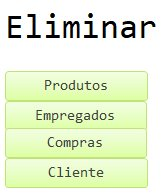 Eliminar
Produtos
Empregados
Compras
Cliente